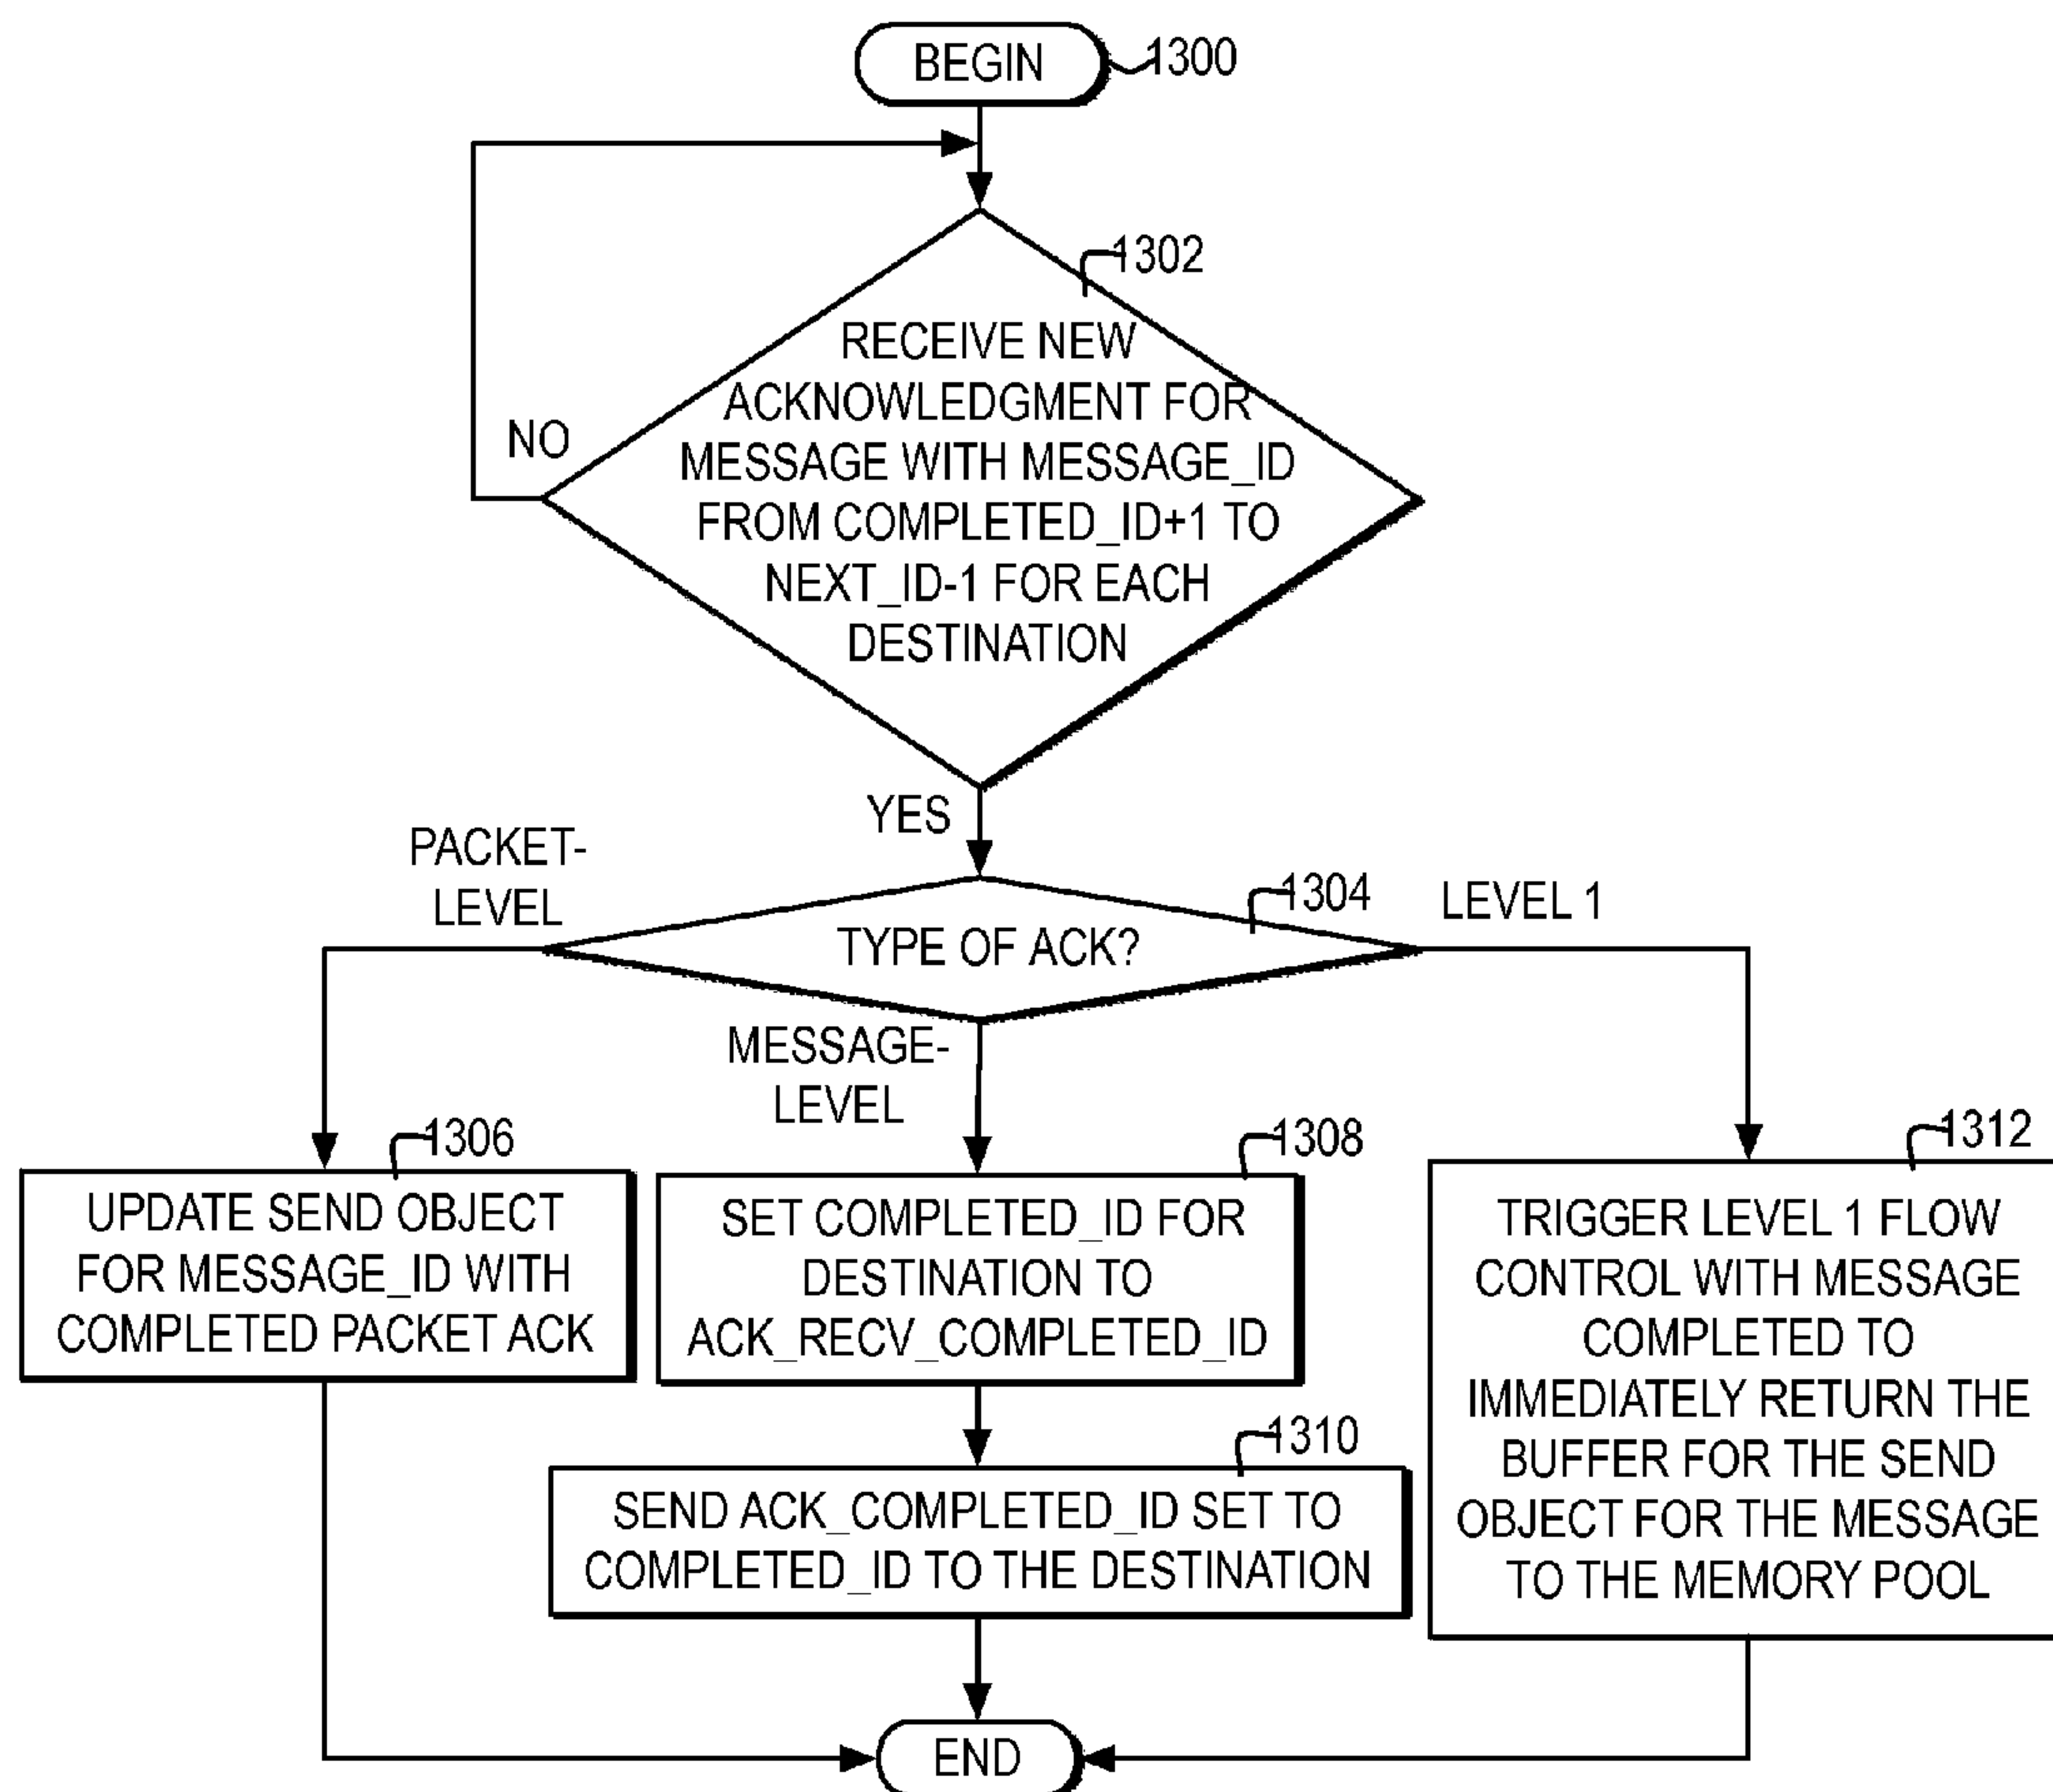 BEGIN
1300
1302
RECEIVE NEW
ACKNOWLEDGMENT FOR
MESSAGE WITH MESSAGE_ID
FROM COMPLETED_ID+1 TO
NEXT_ID-1 FOR EACH
DESTINATION
NO
YES
PACKET-
LEVEL
1304
TYPE OF ACK?
LEVEL 1
MESSAGE-
LEVEL
1306
UPDATE SEND OBJECT
FOR MESSAGE_ID WITH
COMPLETED PACKET ACK
1308
SET COMPLETED_ID FOR
DESTINATION TO
ACK_RECV_COMPLETED_ID
1310
SEND ACK_COMPLETED_ID SET TO
COMPLETED_ID TO THE DESTINATION
1312
TRIGGER LEVEL 1 FLOW
CONTROL WITH MESSAGE
COMPLETED TO
IMMEDIATELY RETURN THE
BUFFER FOR THE SEND
OBJECT FOR THE MESSAGE
TO THE MEMORY POOL
END